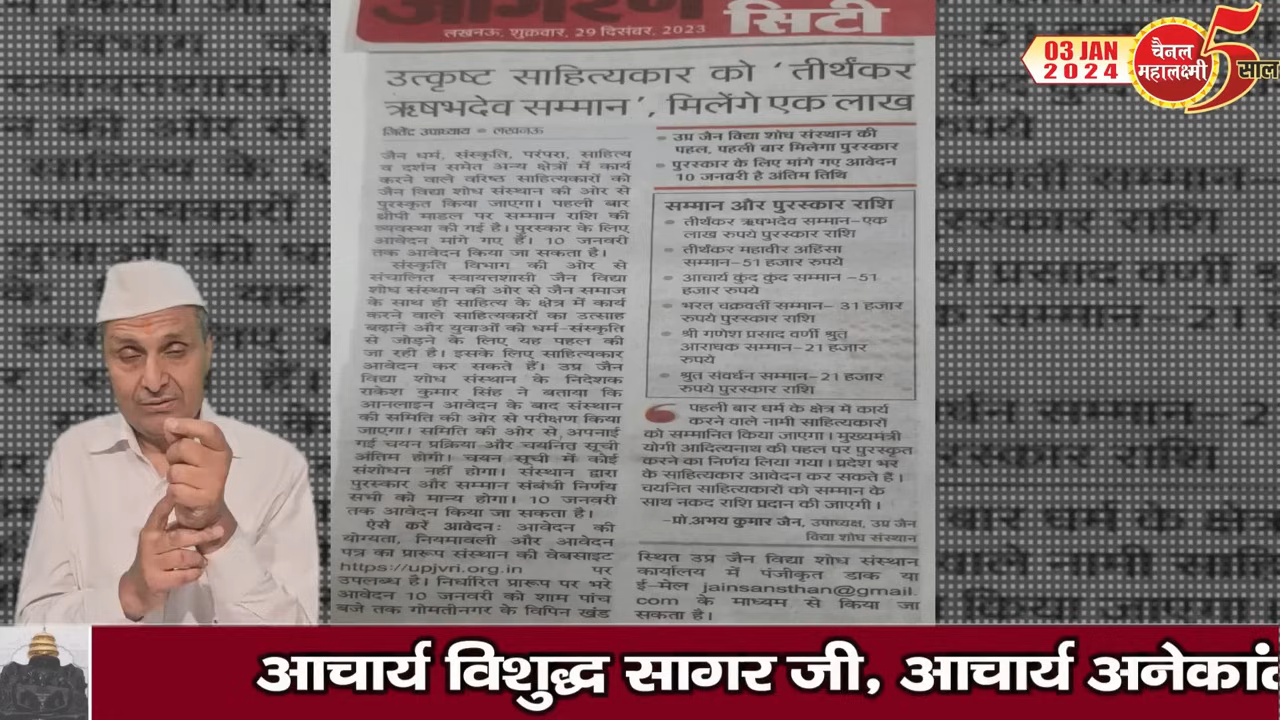 जागरण सिटी
लखनऊ, शुक्रवार, 29 दिसंबर, 2023
03 JAN
2024
चैनल
महालक्ष्मी
5
साल
उत्कृष्ट साहित्यकार को 'तीर्थंकर
ऋषभदेव सम्मान', मिलेंगे एक लाख
जितेंद्र उपाध्याय • लखनऊ
जैन धर्म, संस्कृति, परंपरा, साहित्य
व दर्शन समेत अन्य क्षेत्रों में कार्य
करने वाले वरिष्ठ साहित्यकारों को
जैन विद्या शोध संस्थान की ओर से
पुरस्कृत किया जाएगा। पहली बार
यूपी माडल पर सम्मान राशि की
व्यवस्था की गई है। पुरस्कार के लिए
आवेदन मांगे गए हैं। 10 जनवरी
तक आवेदन किया जा सकता है।
संस्कृति विभाग की ओर से
संचालित स्वायत्तशासी जैन विद्या
शोध संस्थान की ओर से जैन समाज
के साथ ही साहित्य के क्षेत्र में कार्य
करने वाले साहित्यकारों का उत्साह
बढ़ाने और युवाओं को धर्म-संस्कृति
से जोड़ने के लिए यह पहल की
जा रही है। इसके लिए साहित्यकार
आवेदन कर सकते हैं। उप्र जैन
विद्या शोध संस्थान के निदेशक
राकेश कुमार सिंह ने बताया कि
आनलाइन आवेदन के बाद संस्थान
की समिति की ओर से परीक्षण किया
जाएगा। समिति की ओर से अपनाई
गई चयन प्रक्रिया और चयनित सूची
अंतिम होगी। चयन सूची में कोई
संशोधन नहीं होगा। संस्थान द्वारा
पुरस्कार और सम्मान संबंधी निर्णय
सभी को मान्य होगा। 10 जनवरी
तक आवेदन किया जा सकता है।
ऐसे करें आवेदन: आवेदन की
योग्यता, नियमावली और आवेदन
पत्र का प्रारूप संस्थान की वेबसाइट
https://upjvri.org.in पर
उपलब्ध है। निर्धारित प्रारूप पर भरे
आवेदन 10 जनवरी को शाम पांच
बजे तक गोमतीनगर के विपिन खंड
• उप्र जैन विद्या शोध संस्थान की
पहल, पहली बार मिलेगा पुरस्कार
• पुरस्कार के लिए मांगे गए आवेदन
10 जनवरी है अंतिम तिथि
सम्मान और पुरस्कार राशि
• तीर्थंकर ऋषभदेव सम्मान-एक
लाख रुपये पुरस्कार राशि
• तीर्थंकर महावीर अहिंसा
सम्मान-51 हजार रुपये
• आचार्य कुंद कुंद सम्मान -51
हजार रुपये
• भरत चक्रवर्ती सम्मान- 31 हजार
रुपये पुरस्कार राशि
• श्री गणेश प्रसाद वर्णी श्रुत
आराधक सम्मान-21 हजार
रुपये
• श्रुत संवर्धन सम्मान-21 हजार
रुपये पुरस्कार राशि
पहली बार धर्म के क्षेत्र में कार्य
करने वाले नामी साहित्यकारों
को सम्मानित किया जाएगा। मुख्यमंत्री
योगी आदित्यनाथ की पहल पर पुरस्कृत
करने का निर्णय लिया गया। प्रदेश भर
के साहित्यकार आवेदन कर सकते हैं।
चयनित साहित्यकारों को सम्मान के
साथ नकद राशि प्रदान की जाएगी।
-प्रो.अभय कुमार जैन, उपाध्यक्ष, उप्र जैन
विद्या शोध संस्थान
स्थित उप्र जैन विद्या शोध संस्थान
कार्यालय में पंजीकृत डाक या
ई-मेल jainsansthan@gmail.
com के माध्यम से किया जा
सकता है।
आचार्य विशुद्ध सागर जी, आचार्य अनेकांत